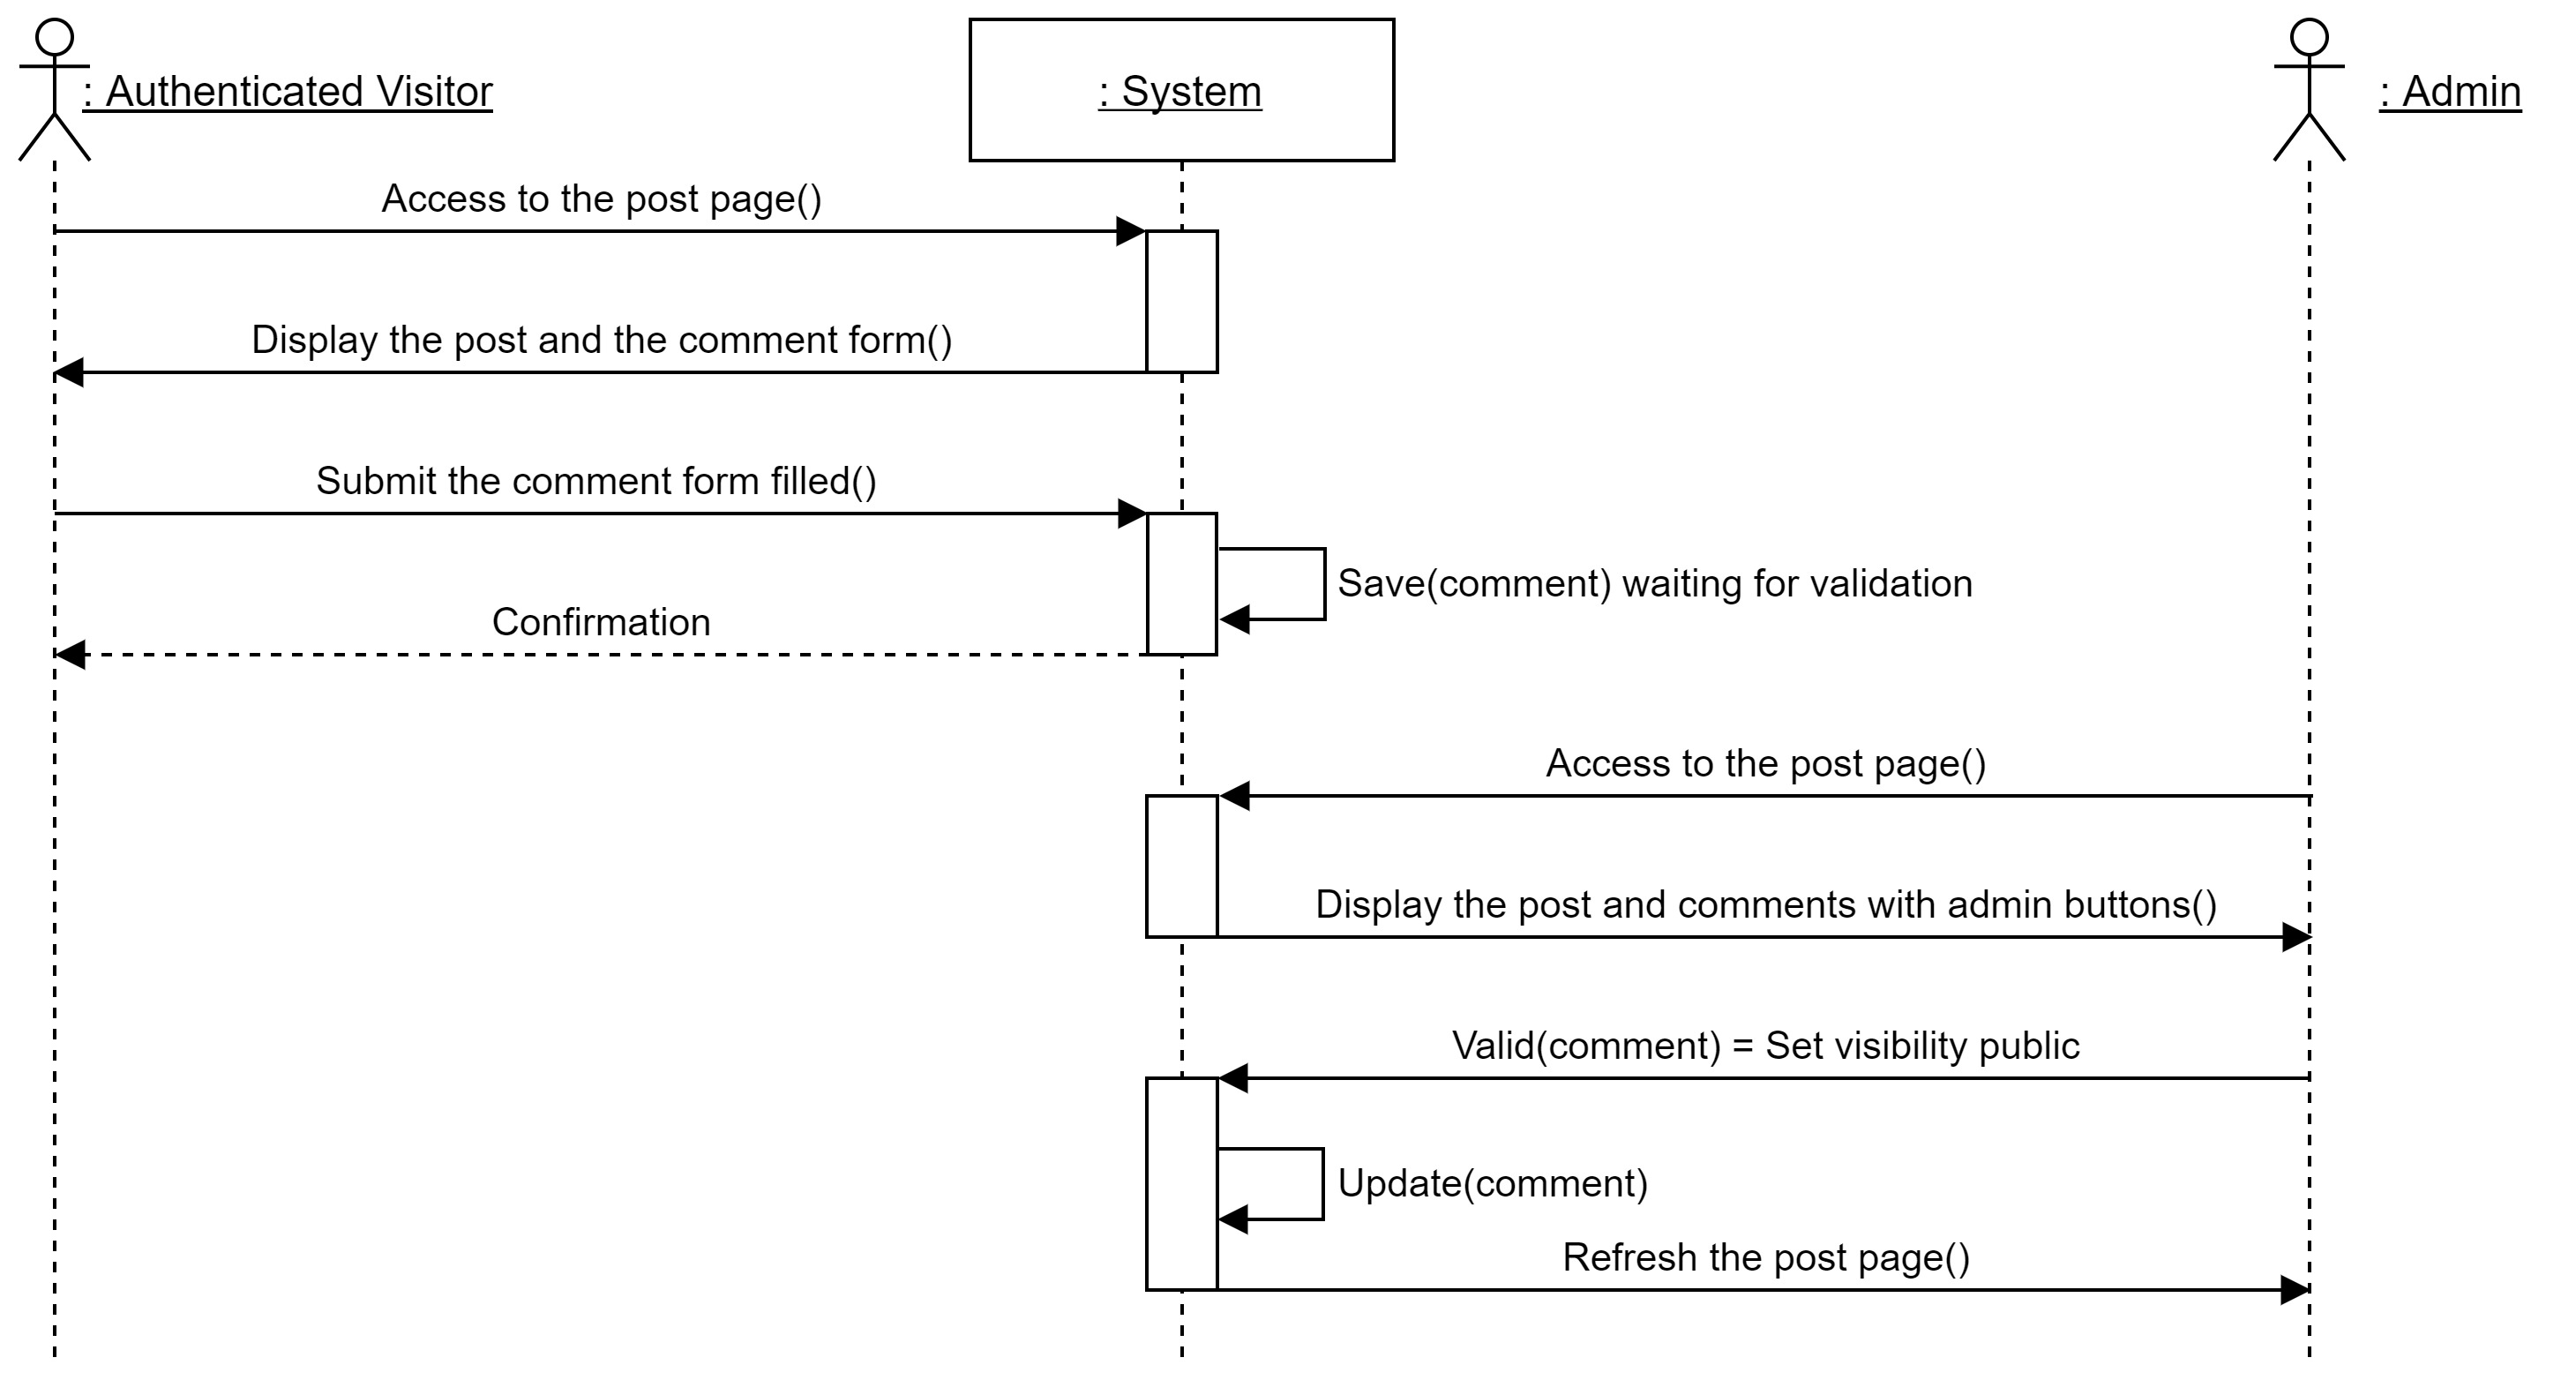 : Authenticated Visitor
: System
: Admin
Access to the post page()
Display the post and the comment form()
Submit the comment form filled()
Save(comment) waiting for validation
Confirmation
Access to the post page()
Display the post and comments with admin buttons()
Valid(comment) = Set visibility public
Update(comment)
Refresh the post page()